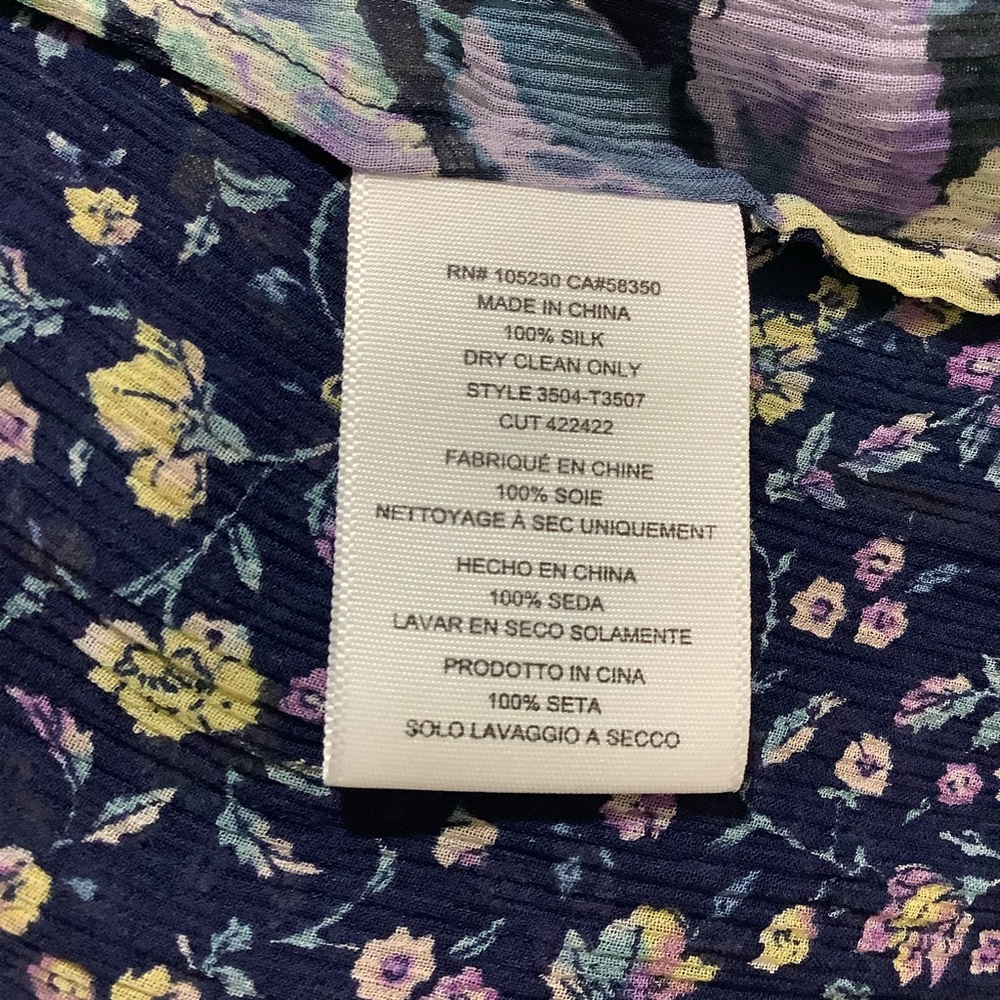 RN# 105230 CA#58350
MADE IN CHINA
100% SILK
DRY CLEAN ONLY
STYLE 3504-T3507
CUT 422422
FABRIQUÉ EN CHINE
100% SOIE
NETTOYAGE À SEC UNIQUEMENT
HECHO EN CHINA
100% SEDA
LAVAR EN SECO SOLAMENTE
PRODOTTO IN CINA
100% SETA
SOLO LAVAGGIO A SECCO